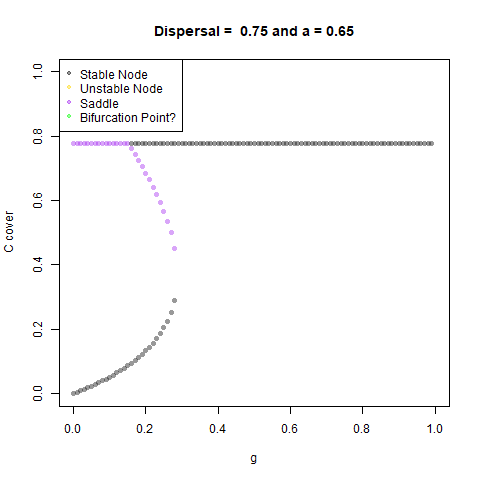 Dispersal =  0.75 and a = 0.65
Stable Node
Unstable Node
Saddle
Bifurcation Point?
C cover
1.0
0.8
0.6
0.4
0.2
0.0
0.0 0.2 0.4 0.6 0.8 1.0
g